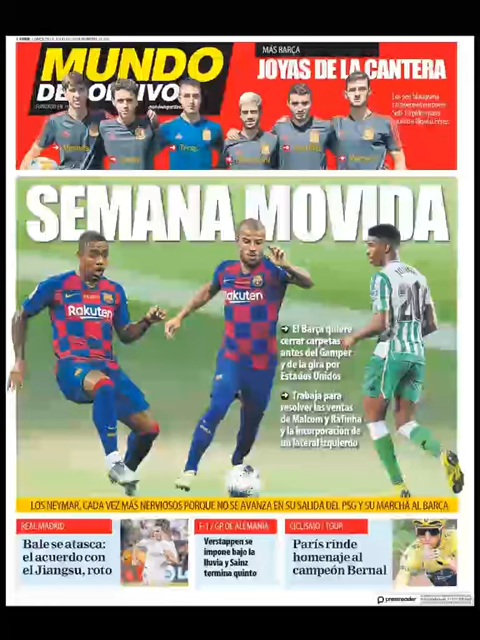 MÁS BARÇA
MUNDO
JOYAS DE LA CANTERA
DEPORTIVO
SEMANA MOVIDA
Rakuten
Rakuten
20
→ El Barça quiere
cerrar carpetas
antes del Gamper
y de la gira por
Estados Unidos
→ Trabaja para
resolver las ventas
de Malcom y Rafinha
y la incorporación de
un lateral izquierdo
LOS NEYMAR, CADA VEZ MÁS NERVIOSOS PORQUE NO SE AVANZA EN SU SALIDA DEL PSG Y SU MARCHA AL BARÇA
REAL MADRID
Bale se atasca:
el acuerdo con
el Jiangsu, roto
F-1 / GP DE ALEMANIA
Verstappen se
impone bajo la
lluvia y Sainz
termina quinto
CICLISMO / TOUR
París rinde
homenaje al
campeón Bernal
pressreader